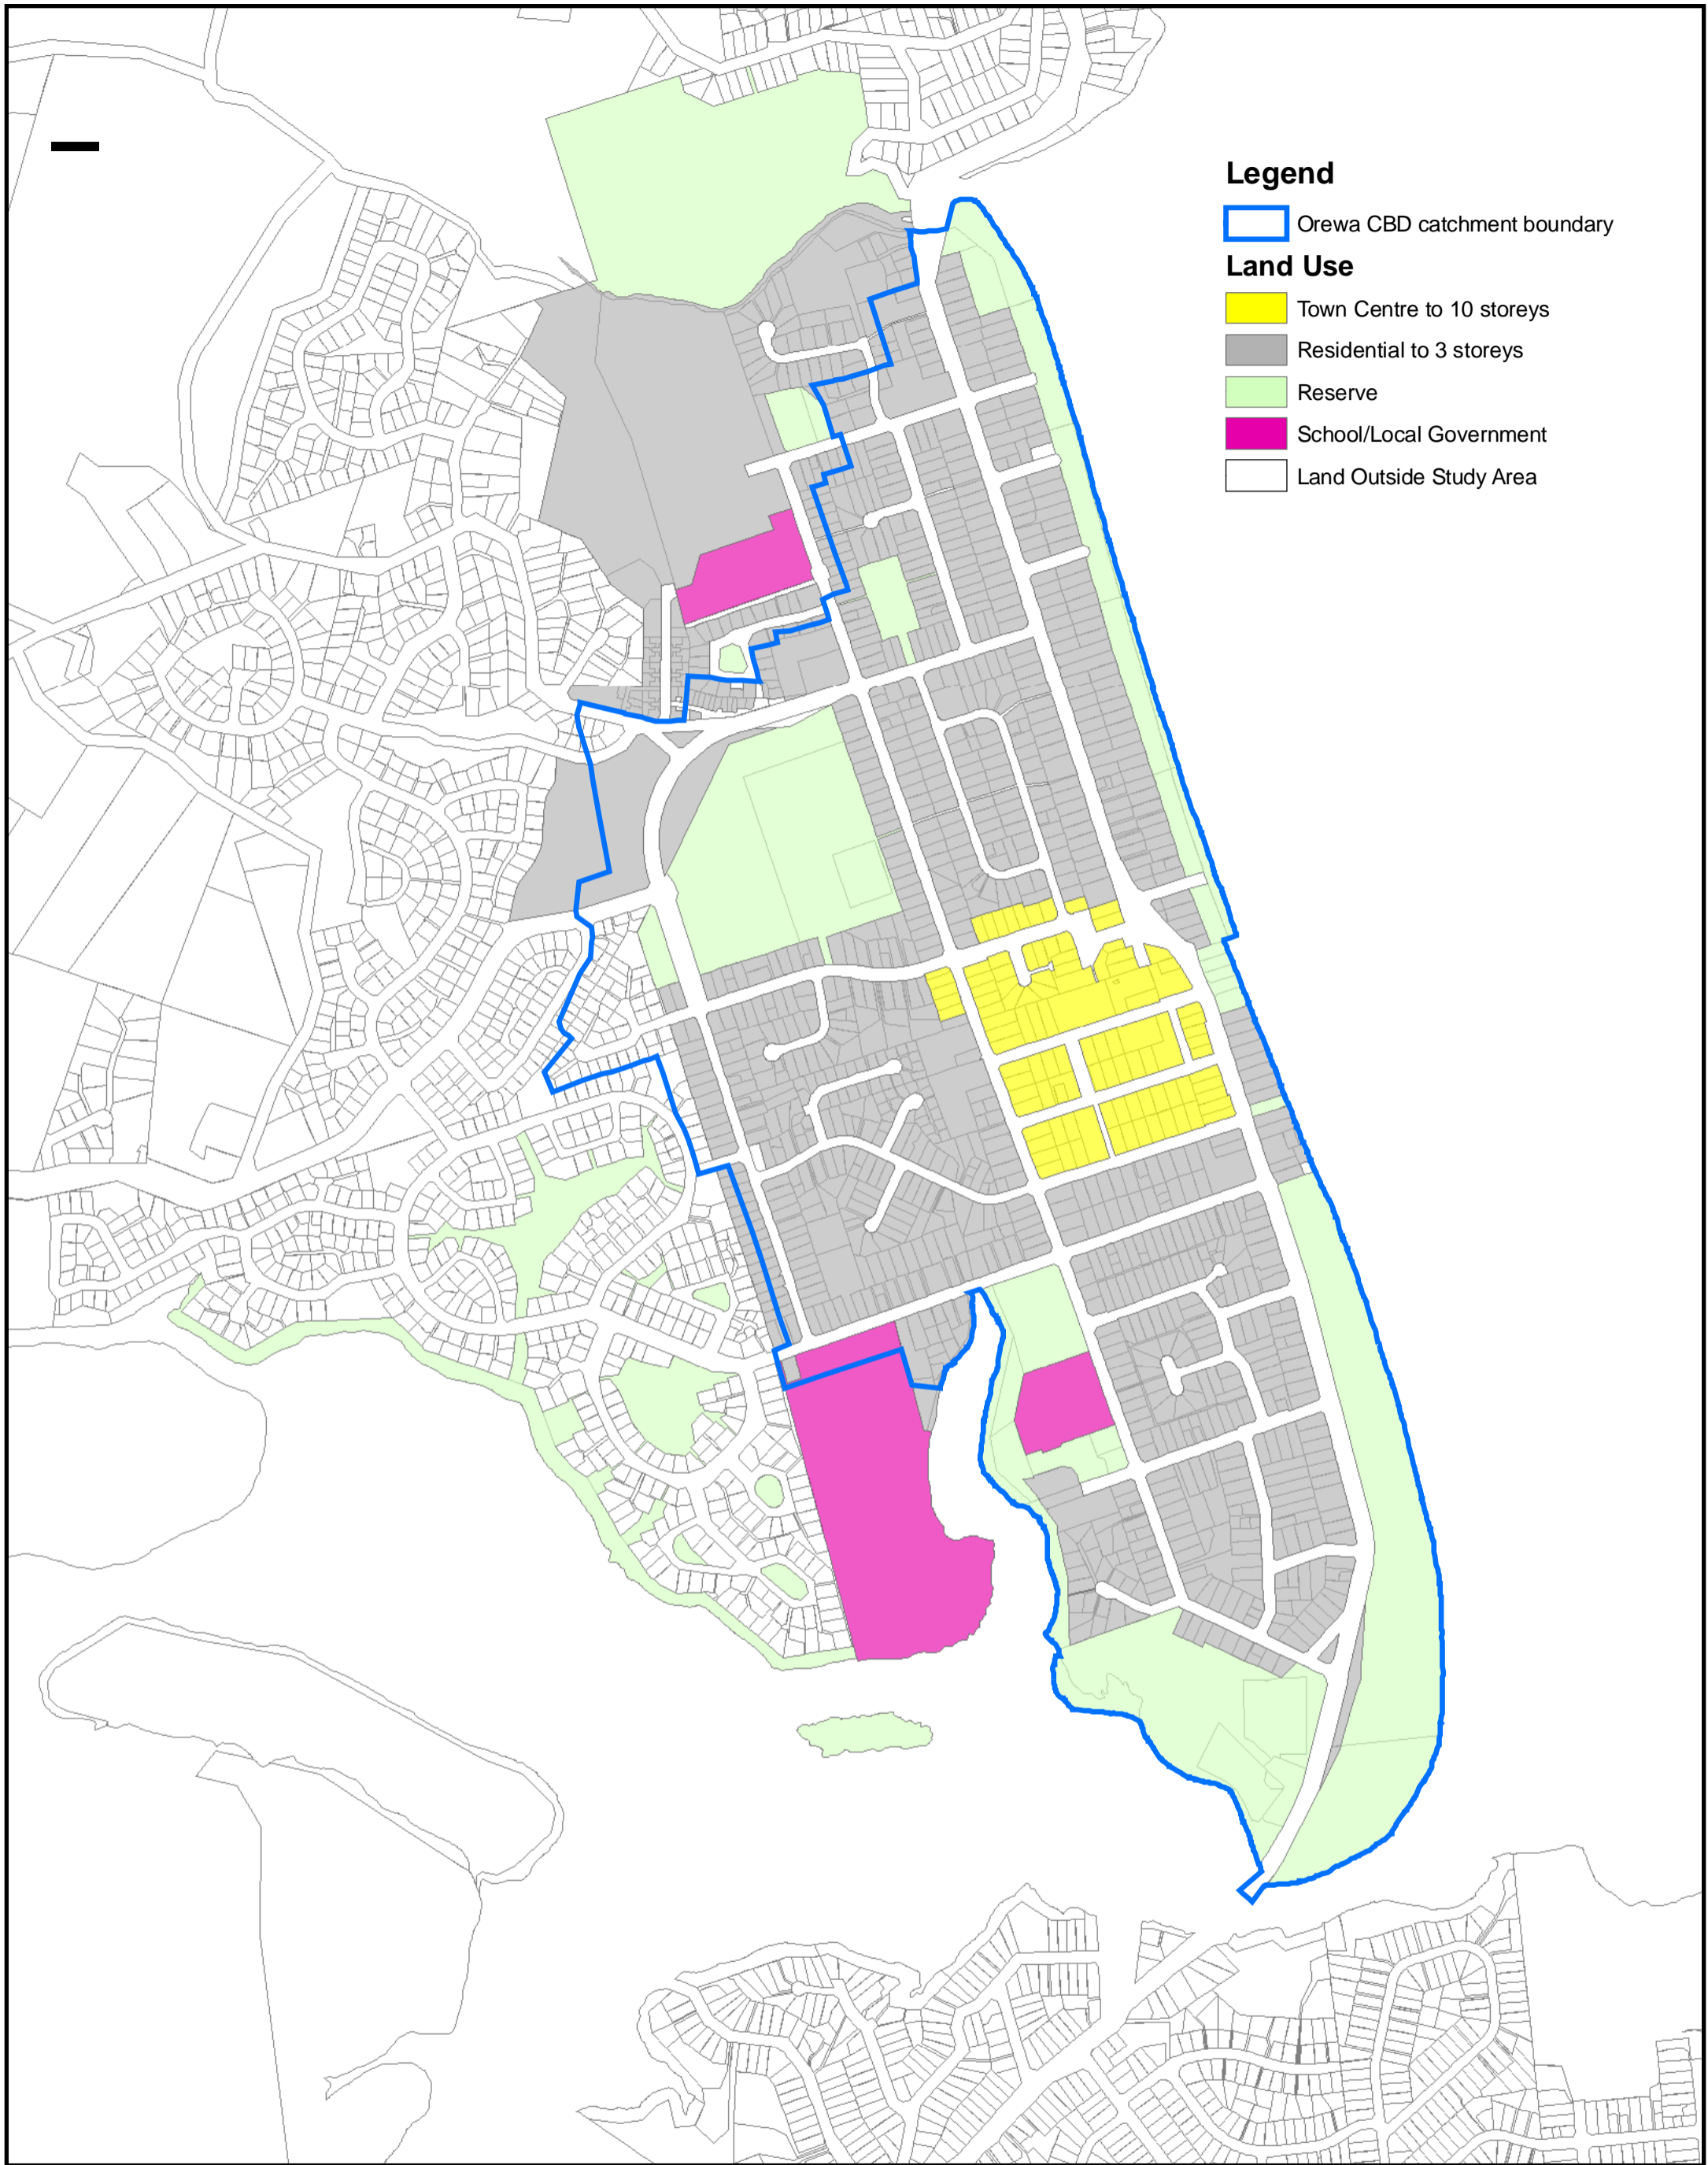 Legend
Orewa CBD catchment boundary
Land Use
Town Centre to 10 storeys
Residential to 3 storeys
Reserve
School/Local Government
Land Outside Study Area